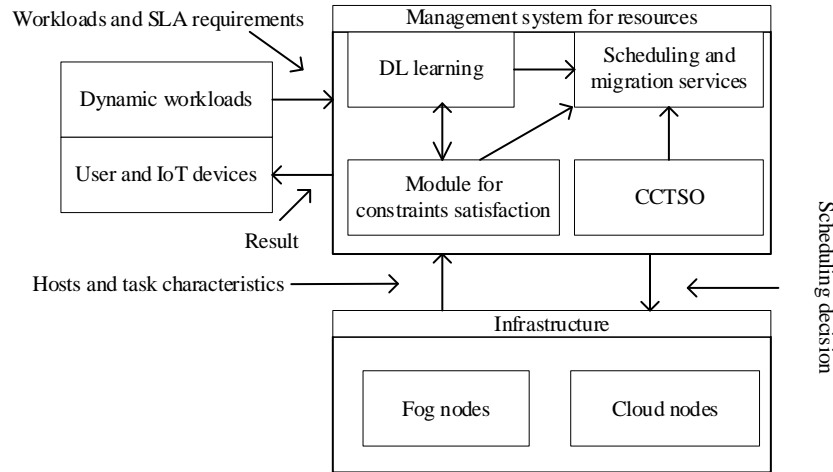 Workloads and SLA requirements
Management system for resources
DL learning
Scheduling and
migration services
Dynamic workloads
User and IoT devices
Module for
constraints satisfaction
CCTSO
Result
Hosts and task characteristics
Scheduling decision
Infrastructure
Fog nodes
Cloud nodes